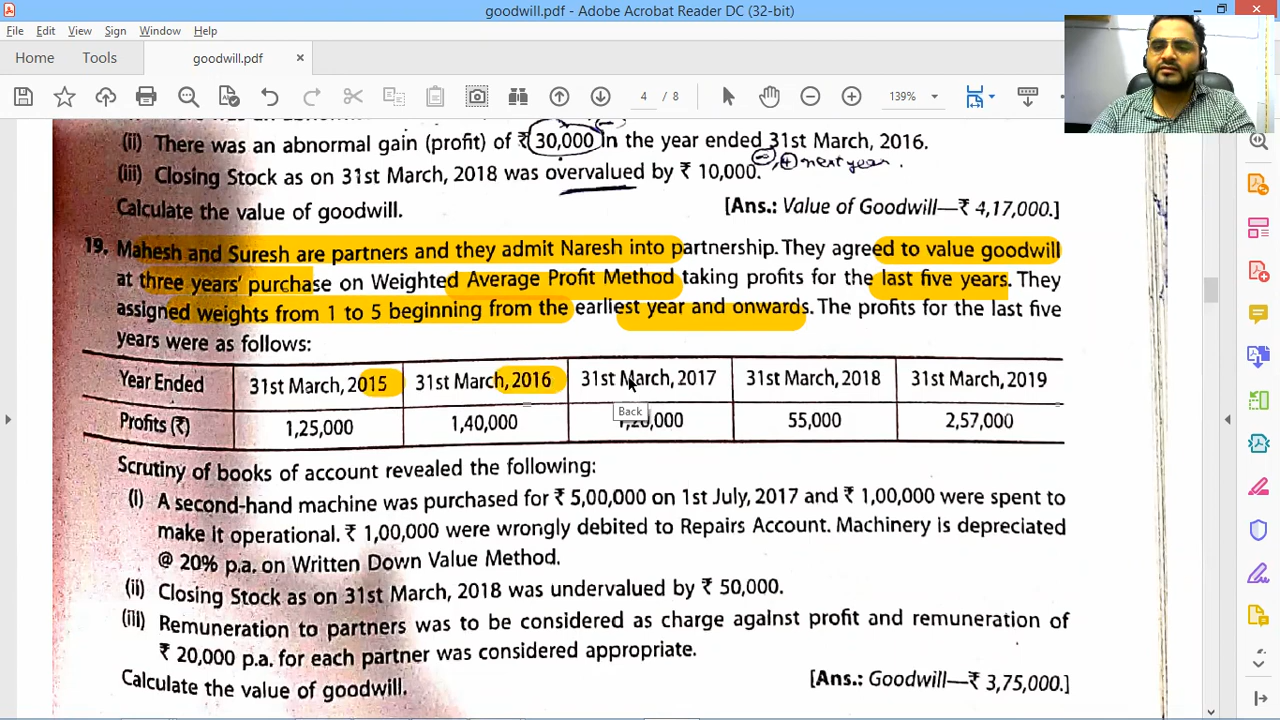 goodwill.pdf - Adobe Acrobat Reader DC (32-bit)
File Edit View Sign Window Help
Home Tools goodwill.pdf ×
4 / 8 139%
(ii) There was an abnormal gain (profit) of ₹ 30,000 in the year ended 31st March, 2016.
(iii) Closing Stock as on 31st March, 2018 was overvalued by ₹ 10,000. next year.
Calculate the value of goodwill. [Ans.: Value of Goodwill—₹ 4,17,000.]
19. Mahesh and Suresh are partners and they admit Naresh into partnership. They agreed to value goodwill
at three years' purchase on Weighted Average Profit Method taking profits for the last five years. They
assigned weights from 1 to 5 beginning from the earliest year and onwards. The profits for the last five
years were as follows:
Year Ended 31st March, 2015 31st March, 2016 31st March, 2017 31st March, 2018 31st March, 2019
Back
Profits (₹) 1,25,000 1,40,000 1,20,000 55,000 2,57,000
Scrutiny of books of account revealed the following:
(i) A second-hand machine was purchased for ₹ 5,00,000 on 1st July, 2017 and ₹ 1,00,000 were spent to
make it operational. ₹ 1,00,000 were wrongly debited to Repairs Account. Machinery is depreciated
@ 20% p.a. on Written Down Value Method.
(ii) Closing Stock as on 31st March, 2018 was undervalued by ₹ 50,000.
(iii) Remuneration to partners was to be considered as charge against profit and remuneration of
₹ 20,000 p.a. for each partner was considered appropriate.
Calculate the value of goodwill. [Ans.: Goodwill—₹ 3,75,000.]